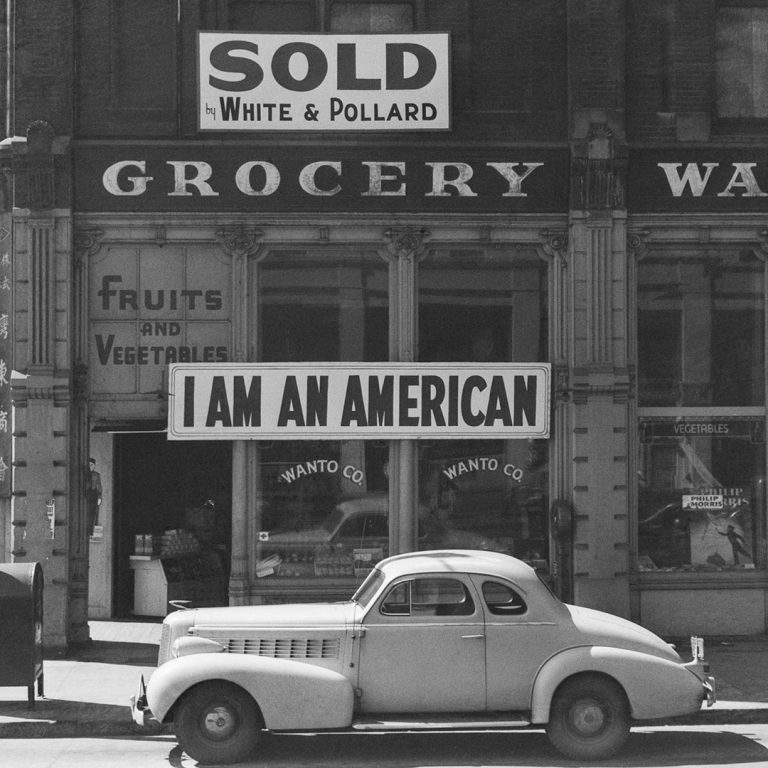 SOLD
by WHITE & POLLARD
GROCERY WA
FRUITS
AND
VEGETABLES
I AM AN AMERICAN
WANTO CO.
WANTO CO.
VEGETABLES
PHILIP
MORRIS